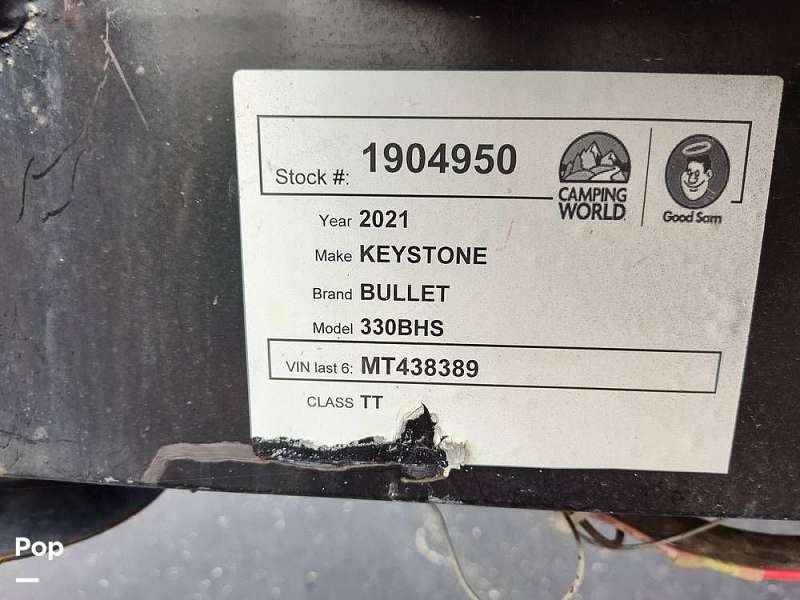 Stock #: 1904950
CAMPING
WORLD
Good Sam
Year 2021
Make KEYSTONE
Brand BULLET
Model 330BHS
VIN last 6: MT438389
CLASS TT
Pop